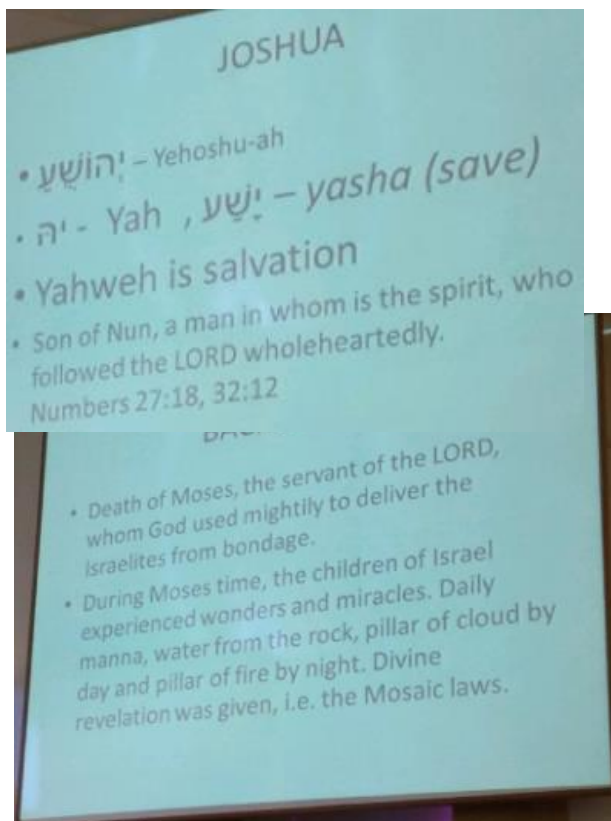 JOSHUA
• יְהוֹשֻׁעַ – Yehoshu-ah
• יה - Yah , יָשַׁע – yasha (save)
• Yahweh is salvation
• Son of Nun, a man in whom is the spirit, who
followed the LORD wholeheartedly.
Numbers 27:18, 32:12
• Death of Moses, the servant of the LORD,
whom God used mightily to deliver the
Israelites from bondage.
• During Moses time, the children of Israel
experienced wonders and miracles. Daily
manna, water from the rock, pillar of cloud by
day and pillar of fire by night. Divine
revelation was given, i.e. the Mosaic laws.